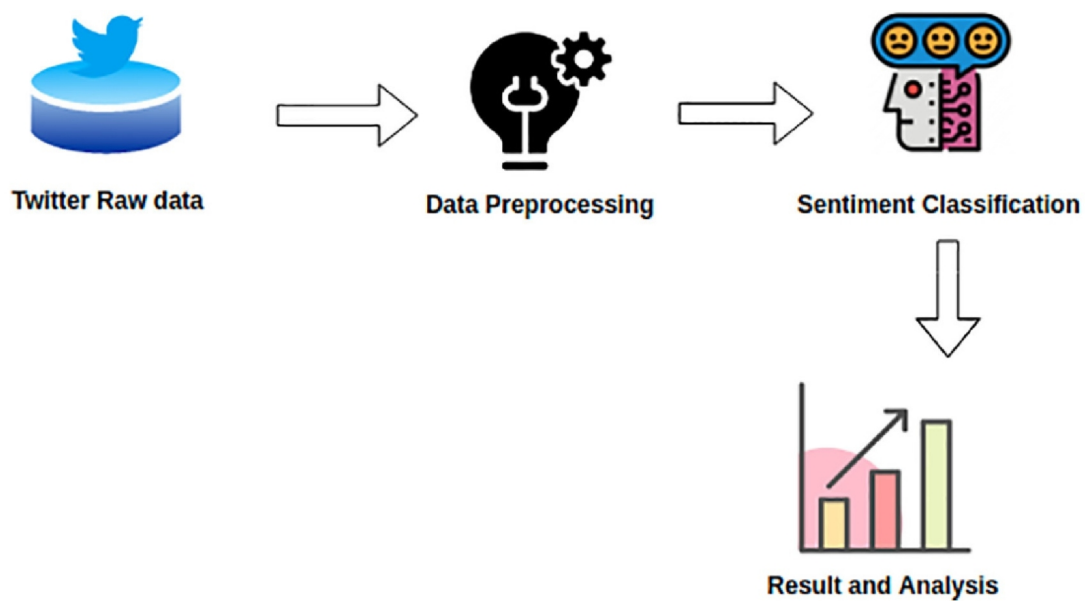 Twitter Raw data
Data Preprocessing
Sentiment Classification
Result and Analysis